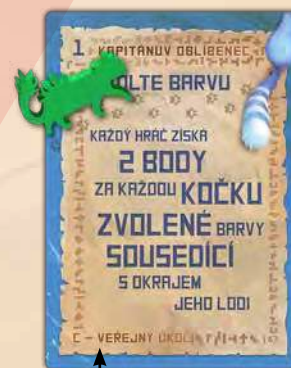 1 KAPITÁNŮV OBLÍBENEC
OLTE BARVU
KAŽDÝ HRÁČ ZÍSKÁ
2 BODY
ZA KAŽDOU KOČKU
ZVOLENÉ BARVY
SOUSEDÍCÍ
S OKRAJEM
JEHO LODI
C – VEŘEJNÝ ÚKOL